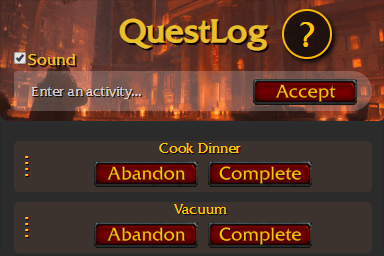 QuestLog ?
Sound
Enter an activity... Accept
Cook Dinner
Abandon Complete
Vacuum
Abandon Complete